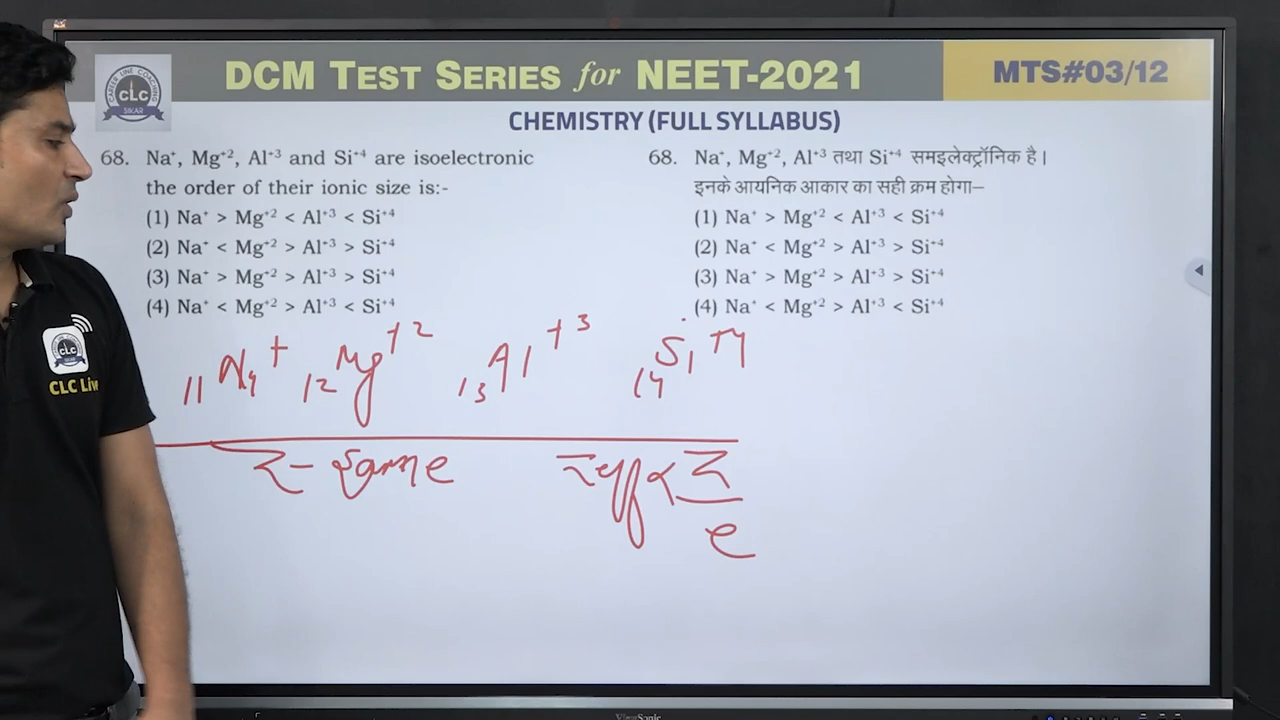 DCM TEST SERIES for NEET-2021
MTS#03/12
CLC
SIKAR
CHEMISTRY (FULL SYLLABUS)
68. Na⁺, Mg⁺², Al⁺³ and Si⁺⁴ are isoelectronic
the order of their ionic size is:-
(1) Na⁺ > Mg⁺² < Al⁺³ < Si⁺⁴
(2) Na⁺ < Mg⁺² > Al⁺³ > Si⁺⁴
(3) Na⁺ > Mg⁺² > Al⁺³ > Si⁺⁴
(4) Na⁺ < Mg⁺² > Al⁺³ < Si⁺⁴
68. Na⁺, Mg⁺², Al⁺³ तथा Si⁺⁴ समइलेक्ट्रॉनिक है।
इनके आयनिक आकार का सही क्रम होगा–
(1) Na⁺ > Mg⁺² < Al⁺³ < Si⁺⁴
(2) Na⁺ < Mg⁺² > Al⁺³ > Si⁺⁴
(3) Na⁺ > Mg⁺² > Al⁺³ > Si⁺⁴
(4) Na⁺ < Mg⁺² > Al⁺³ < Si⁺⁴
₁₁Na⁺ ₁₂Mg⁺² ₁₃Al⁺³ ₁₄Si⁺⁴
e- same Zeff ∝ Z
e
CLC
CLC Live
ViewSonic